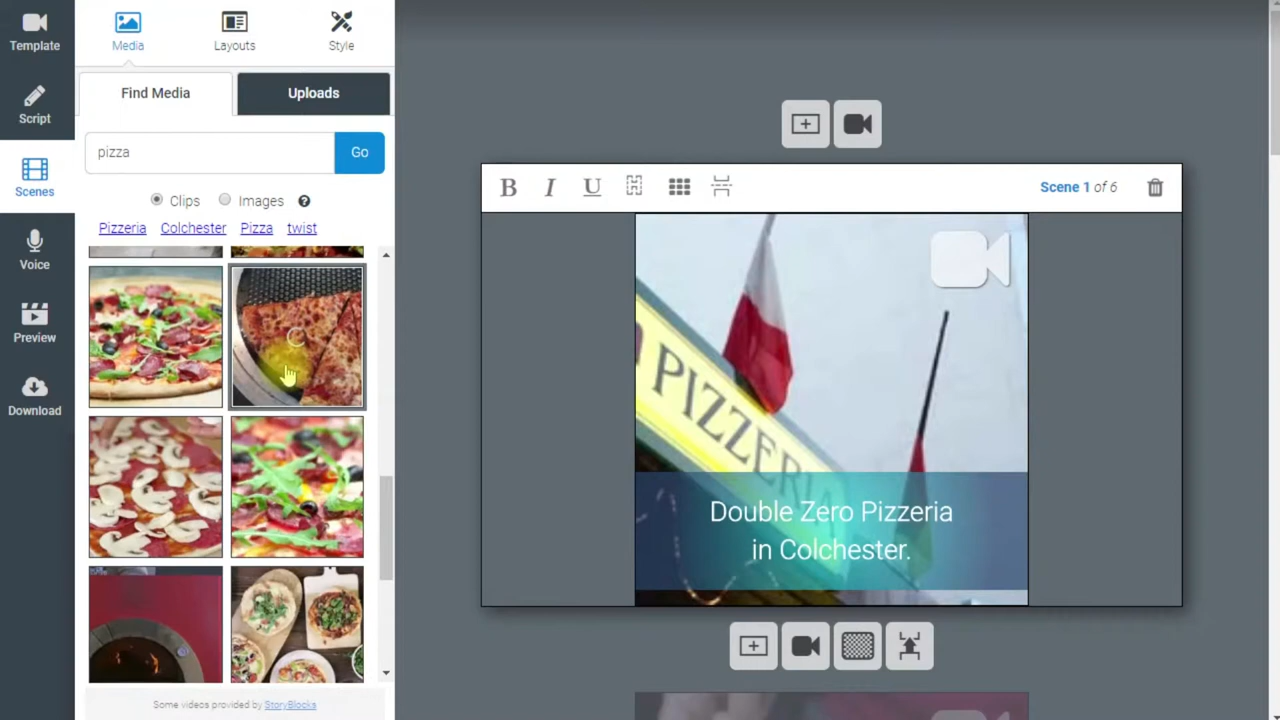 Template
Script
Scenes
Voice
Preview
Download
Media
Layouts
Style
Find Media
Uploads
pizza
Go
Clips
Images
?
Pizzeria
Colchester
Pizza
twist
Some videos provided by StoryBlocks
B
I
U
H
Scene 1 of 6
PIZZERIA
Double Zero Pizzeria
in Colchester.